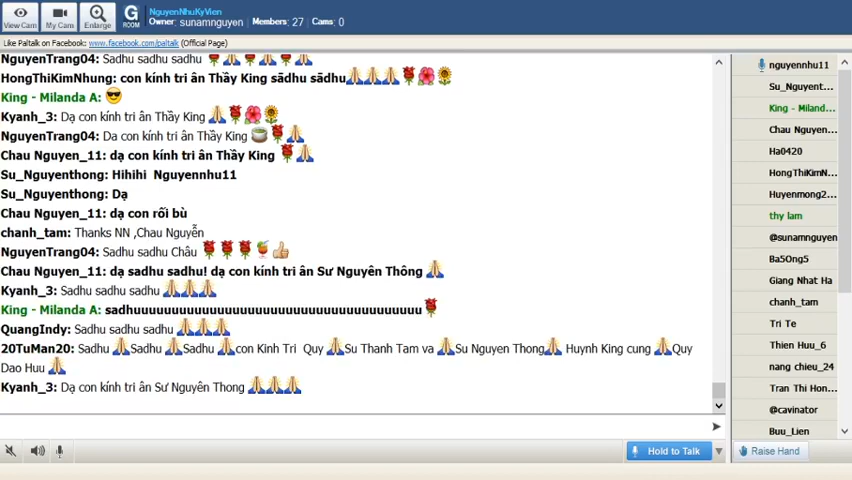 NguyenNhuKyVien
Owner: sunamnguyen Members: 27 Cams: 0
View Cam My Cam Enlarge G ROOM
Like Paltalk on Facebook: www.facebook.com/paltalk (Official Page)
NguyenTrang04: Sadhu sadhu sadhu
HongThiKimNhung: con kính tri ân Thầy King sādhu sādhu
King - Milanda A:
Kyanh_3: Dạ con kính tri ân Thầy King
NguyenTrang04: Da con kính tri ân Thầy King
Chau Nguyen_11: dạ con kính tri ân Thầy King
Su_Nguyenthong: Hihihi Nguyennhu11
Su_Nguyenthong: Dạ
Chau Nguyen_11: dạ con rối bù
chanh_tam: Thanks NN ,Chau Nguyễn
NguyenTrang04: Sadhu sadhu Châu
Chau Nguyen_11: dạ sadhu sadhu! dạ con kính tri ân Sư Nguyên Thông
Kyanh_3: Sadhu sadhu sadhu
King - Milanda A: sadhuuuuuuuuuuuuuuuuuuuuuuuuuuuuuuuuuuuuuu
QuangIndy: Sadhu sadhu sadhu
20TuMan20: Sadhu Sadhu Sadhu con Kinh Tri Quy Su Thanh Tam va Su Nguyen Thong Huynh King cung Quy
Dao Huu
Kyanh_3: Dạ con kính tri ân Sư Nguyên Thong
nguyennhu11
Su_Nguyent...
King - Miland...
Chau Nguyen...
Ha0420
HongThiKimN...
Huyenmong2...
thy lam
@sunamnguyen
Ba5Ong5
Giang Nhat Ha
chanh_tam
Tri Te
Thien Huu_6
nang chieu_24
Tran Thi Hon...
@cavinator
Buu_Lien
Hold to Talk
Raise Hand